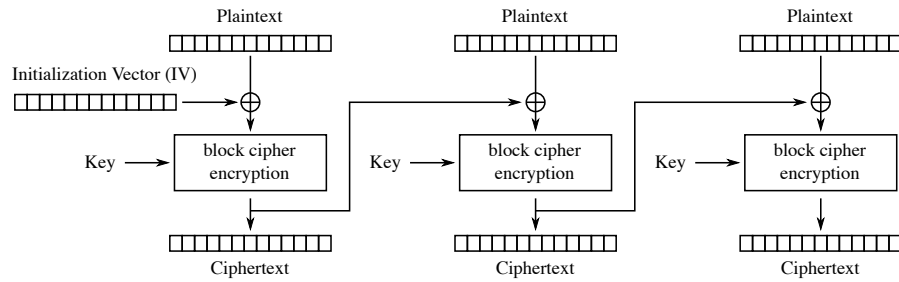 Plaintext
Plaintext
Plaintext
Initialization Vector (IV)
Key
block cipher
encryption
Key
block cipher
encryption
Key
block cipher
encryption
Ciphertext
Ciphertext
Ciphertext